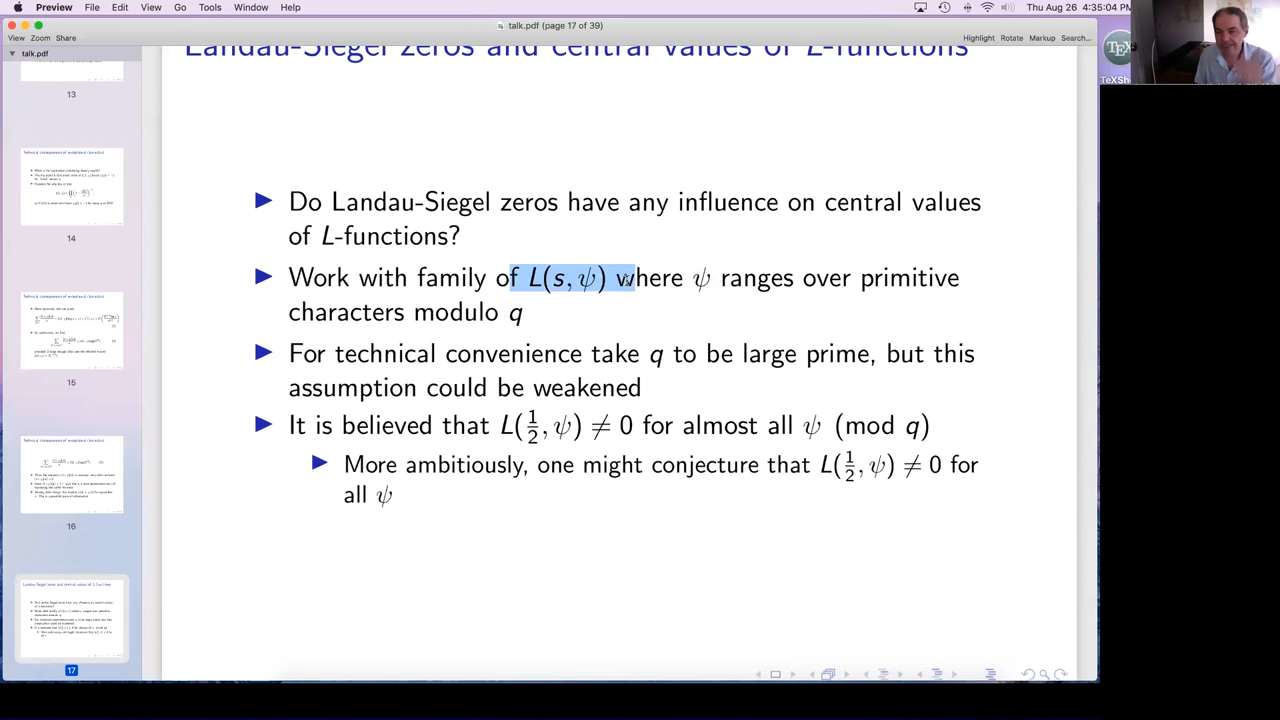 Preview File Edit View Go Tools Window Help Thu Aug 26 4:35:04 PM
talk.pdf (page 17 of 39)
View Zoom Share Highlight Rotate Markup Search...
talk.pdf
13
14
15
16
17
Landau-Siegel zeros and central values of L-functions
▶ Do Landau-Siegel zeros have any influence on central values
of L-functions?
▶ Work with family of L(s, ψ) where ψ ranges over primitive
characters modulo q
▶ For technical convenience take q to be large prime, but this
assumption could be weakened
▶ It is believed that L(1/2, ψ) ≠ 0 for almost all ψ (mod q)
▶ More ambitiously, one might conjecture that L(1/2, ψ) ≠ 0 for
all ψ